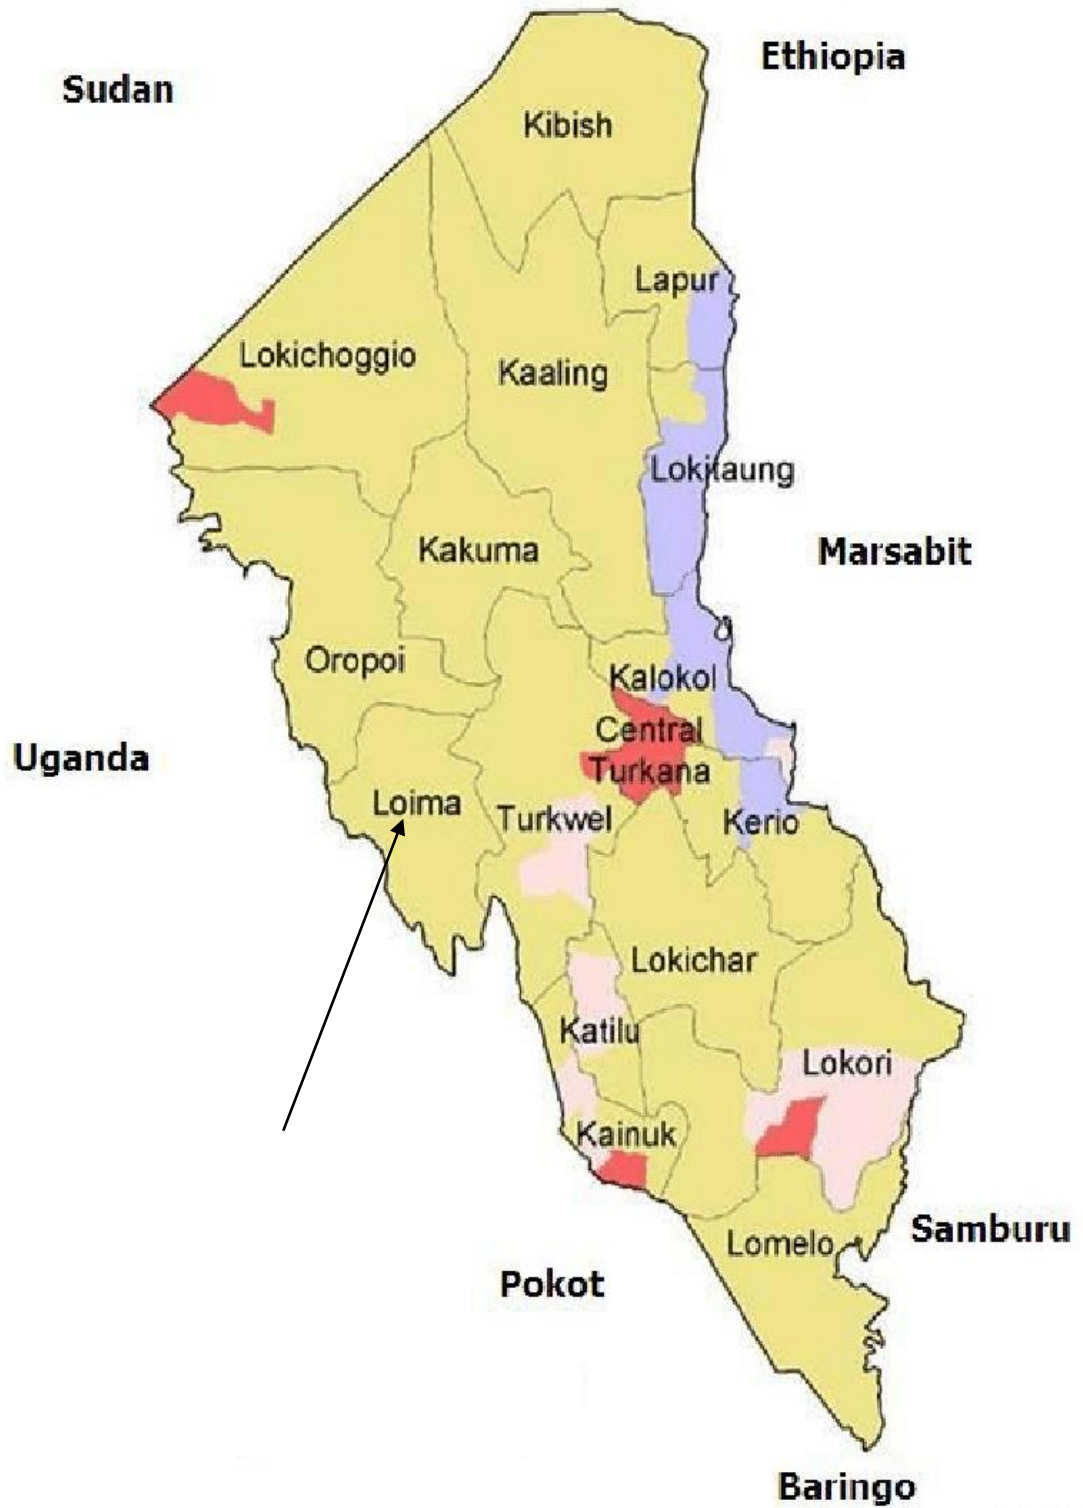 Ethiopia
Sudan
Kibish
Lapur
Lokichoggio
Kaaling
Lokitaung
Kakuma
Marsabit
Oropoi
Kalokol
Central
Turkana
Uganda
Loima
Turkwel
Kerio
Lokichar
Katilu
Lokori
Kainuk
Samburu
Lomelo
Pokot
Baringo